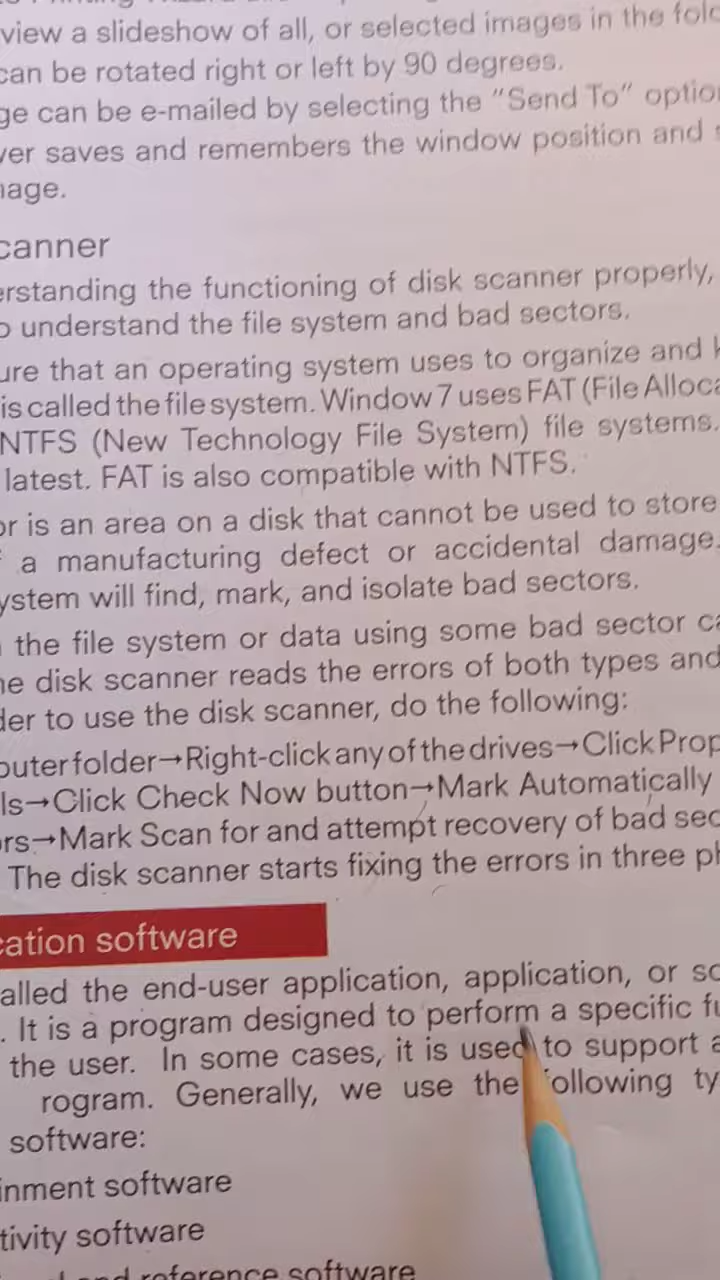 view a slideshow of all, or selected images in the
can be rotated right or left by 90 degrees.
can be e-mailed by selecting the "Send To"
saves and remembers the window position and

canner
erstanding the functioning of disk scanner properly,
understand the file system and bad sectors.
ure that an operating system uses to organize and
is called the file system. Window 7 uses FAT (File Alloca
NTFS (New Technology File System) file systems.
latest. FAT is also compatible with NTFS.
or is an area on a disk that cannot be used to store
a manufacturing defect or accidental damage.
ystem will find, mark, and isolate bad sectors.
the file system or data using some bad sector ca
he disk scanner reads the errors of both types and
der to use the disk scanner, do the following:
outer folder→Right-click any of the drives→Click Prop
ls→Click Check Now button→Mark Automatically
rs→Mark Scan for and attempt recovery of bad sec
The disk scanner starts fixing the errors in three ph
cation software
alled the end-user application, application, or so
. It is a program designed to perform a specific fu
the user. In some cases, it is used to support a
rogram. Generally, we use the following ty
software:
inment software
tivity software
and reference software